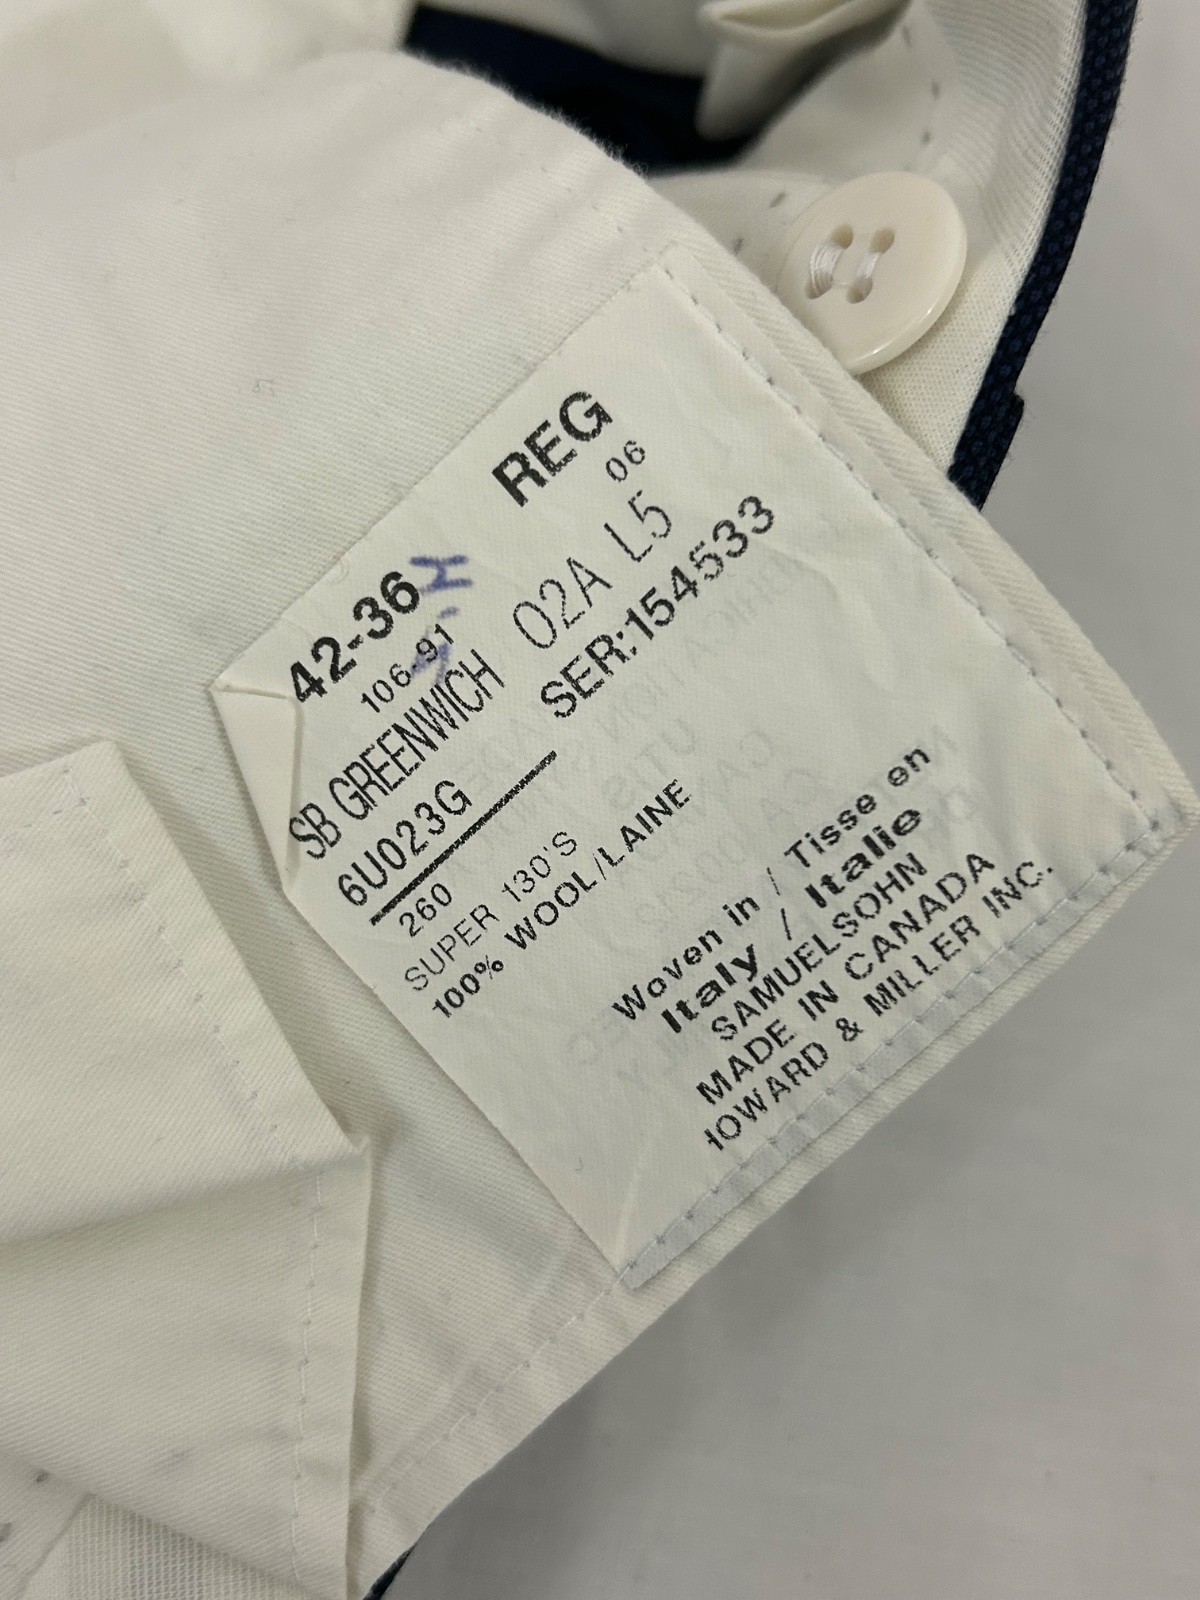 42-36 REG
106-91 06
SB GREENWICH 02A L5
6U023G SER:154533
260
SUPER 130'S
100% WOOL/LAINE
Woven in / Tisse en
Italy / Italie
SAMUELSOHN
MADE IN CANADA
HOWARD & MILLER INC.